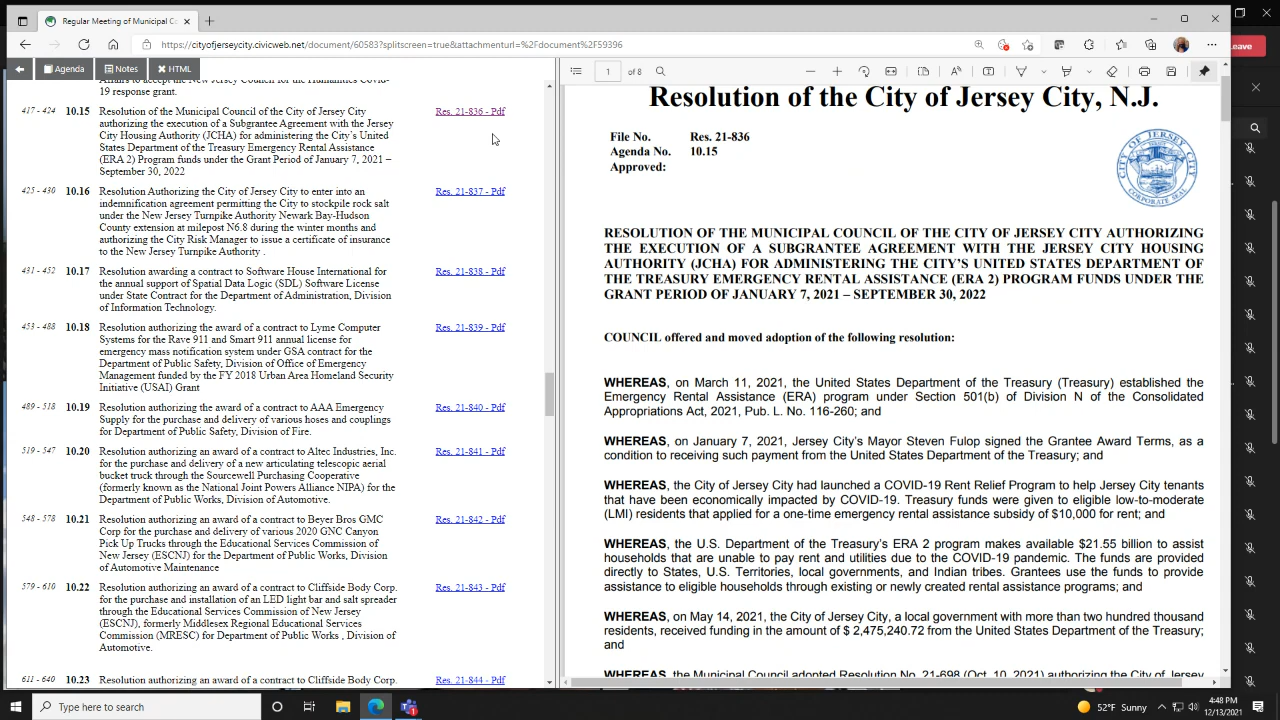 Regular Meeting of Municipal Co
https://cityofjerseycity.civicweb.net/document/60583?splitscreen=true&attachmenturl=%2Fdocument%2F59396
Leave
Agenda
Notes
HTML
1 of 8
Affairs to accept the New Jersey Council for the Humanities Covid-
19 response grant.
417 - 424 10.15 Resolution of the Municipal Council of the City of Jersey City Res. 21-836 - Pdf
authorizing the execution of a Subgrantee Agreement with the Jersey
City Housing Authority (JCHA) for administering the City's United
States Department of the Treasury Emergency Rental Assistance
(ERA 2) Program funds under the Grant Period of January 7, 2021 –
September 30, 2022
425 - 430 10.16 Resolution Authorizing the City of Jersey City to enter into an Res. 21-837 - Pdf
indemnification agreement permitting the City to stockpile rock salt
under the New Jersey Turnpike Authority Newark Bay-Hudson
County extension at milepost N6.8 during the winter months and
authorizing the City Risk Manager to issue a certificate of insurance
to the New Jersey Turnpike Authority .
431 - 452 10.17 Resolution awarding a contract to Software House International for Res. 21-838 - Pdf
the annual support of Spatial Data Logic (SDL) Software License
under State Contract for the Department of Administration, Division
of Information Technology.
453 - 488 10.18 Resolution authorizing the award of a contract to Lyme Computer Res. 21-839 - Pdf
Systems for the Rave 911 and Smart 911 annual license for
emergency mass notification system under GSA contract for the
Department of Public Safety, Division of Office of Emergency
Management funded by the FY 2018 Urban Area Homeland Security
Initiative (USAI) Grant
489 - 518 10.19 Resolution authorizing the award of a contract to AAA Emergency Res. 21-840 - Pdf
Supply for the purchase and delivery of various hoses and couplings
for Department of Public Safety, Division of Fire.
519 - 547 10.20 Resolution authorizing an award of a contract to Altec Industries, Inc. Res. 21-841 - Pdf
for the purchase and delivery of a new articulating telescopic aerial
bucket truck through the Sourcewell Purchasing Cooperative
(formerly known as the National Joint Powers Alliance NIPA) for the
Department of Public Works, Division of Automotive.
548 - 578 10.21 Resolution authorizing an award of a contract to Beyer Bros GMC Res. 21-842 - Pdf
Corp for the purchase and delivery of various 2020 GNC Canyon
Pick Up Trucks through the Educational Services Commission of
New Jersey (ESCNJ) for the Department of Public Works, Division
of Automotive Maintenance
579 - 610 10.22 Resolution authorizing an award of a contract to Cliffside Body Corp. Res. 21-843 - Pdf
for the purchase and installation of an LED light bar and salt spreader
through the Educational Services Commission of New Jersey
(ESCNJ), formerly Middlesex Regional Educational Services
Commission (MRESC) for Department of Public Works , Division of
Automotive.
611 - 640 10.23 Resolution authorizing an award of a contract to Cliffside Body Corp. Res. 21-844 - Pdf
Resolution of the City of Jersey City, N.J.
File No. Res. 21-836
Agenda No. 10.15
Approved:
CITY OF JERSEY CITY
CORPORATE SEAL
RESOLUTION OF THE MUNICIPAL COUNCIL OF THE CITY OF JERSEY CITY AUTHORIZING
THE EXECUTION OF A SUBGRANTEE AGREEMENT WITH THE JERSEY CITY HOUSING
AUTHORITY (JCHA) FOR ADMINISTERING THE CITY'S UNITED STATES DEPARTMENT OF
THE TREASURY EMERGENCY RENTAL ASSISTANCE (ERA 2) PROGRAM FUNDS UNDER THE
GRANT PERIOD OF JANUARY 7, 2021 – SEPTEMBER 30, 2022
COUNCIL offered and moved adoption of the following resolution:
WHEREAS, on March 11, 2021, the United States Department of the Treasury (Treasury) established the
Emergency Rental Assistance (ERA) program under Section 501(b) of Division N of the Consolidated
Appropriations Act, 2021, Pub. L. No. 116-260; and
WHEREAS, on January 7, 2021, Jersey City's Mayor Steven Fulop signed the Grantee Award Terms, as a
condition to receiving such payment from the United States Department of the Treasury; and
WHEREAS, the City of Jersey City had launched a COVID-19 Rent Relief Program to help Jersey City tenants
that have been economically impacted by COVID-19. Treasury funds were given to eligible low-to-moderate
(LMI) residents that applied for a one-time emergency rental assistance subsidy of $10,000 for rent; and
WHEREAS, the U.S. Department of the Treasury's ERA 2 program makes available $21.55 billion to assist
households that are unable to pay rent and utilities due to the COVID-19 pandemic. The funds are provided
directly to States, U.S. Territories, local governments, and Indian tribes. Grantees use the funds to provide
assistance to eligible households through existing or newly created rental assistance programs; and
WHEREAS, on May 14, 2021, the City of Jersey City, a local government with more than two hundred thousand
residents, received funding in the amount of $ 2,475,240.72 from the United States Department of the Treasury;
and
WHEREAS, the Municipal Council adopted Resolution No. 21-698 (Oct. 10, 2021) authorizing the City of Jersey
Type here to search
52°F Sunny
4:48 PM
12/13/2021